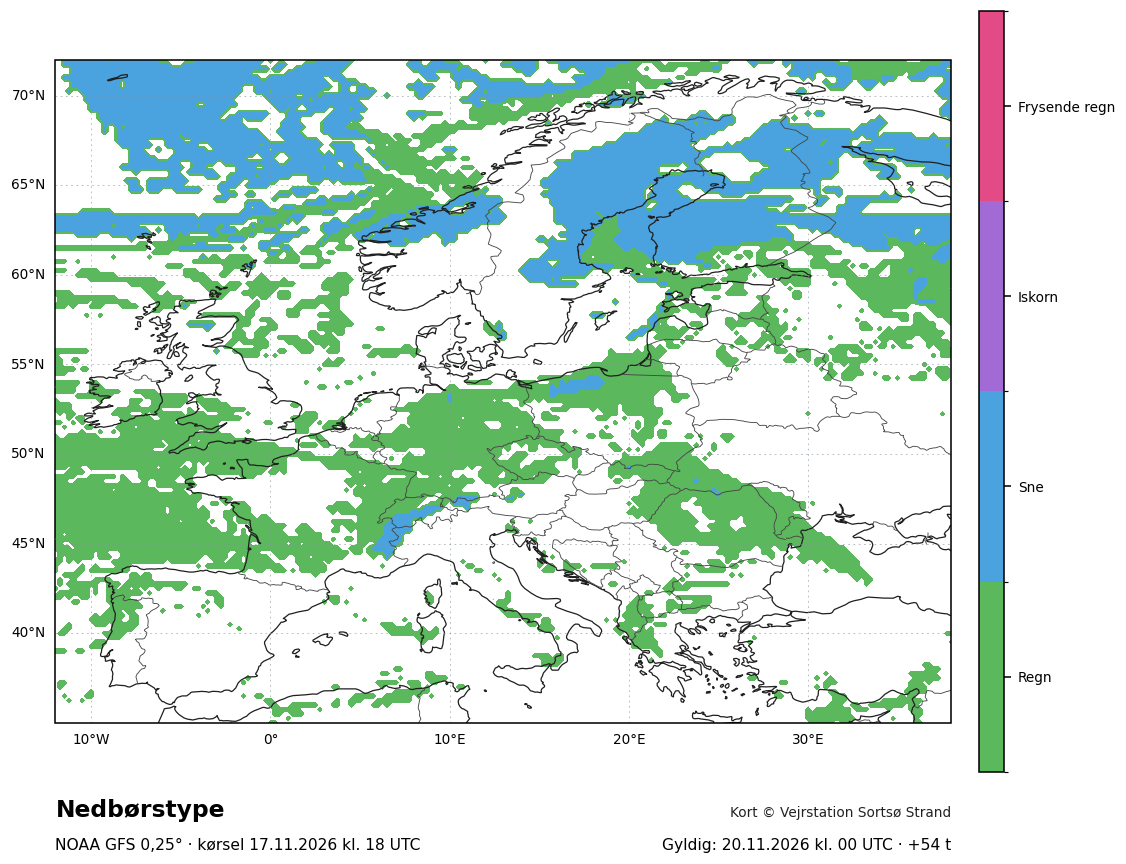 Frysende regn
Iskorn
Sne
Regn
70°N
65°N
60°N
55°N
50°N
45°N
40°N
10°W
0°
10°E
20°E
30°E
Nedbørstype
Kort © Vejrstation Sortsø Strand
NOAA GFS 0,25° · kørsel 17.11.2026 kl. 18 UTC
Gyldig: 20.11.2026 kl. 00 UTC · +54 t